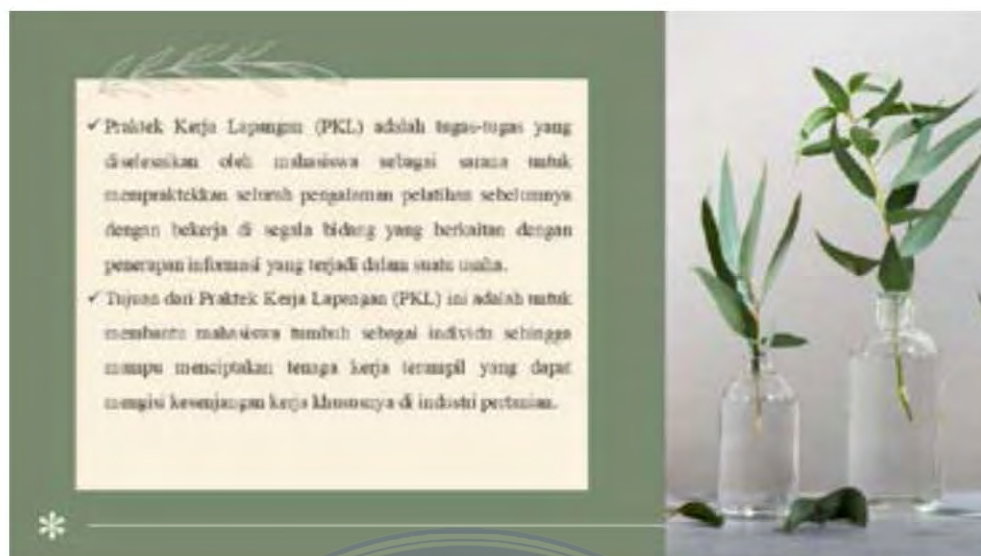 ✓ Praktek Kerja Lapangan (PKL) adalah tugas-tugas yang
diselesaikan oleh mahasiswa sebagai sarana untuk
mempraktekkan seluruh pengalaman pelatihan sebelumnya
dengan bekerja di segala bidang yang berkaitan dengan
penerapan informasi yang terjadi dalam suatu usaha.
✓ Tujuan dari Praktek Kerja Lapangan (PKL) ini adalah untuk
membantu mahasiswa tumbuh sebagai individu sehingga
mampu menciptakan tenaga kerja terampil yang dapat
mengisi kesenjangan kerja khususnya di industri pertanian.